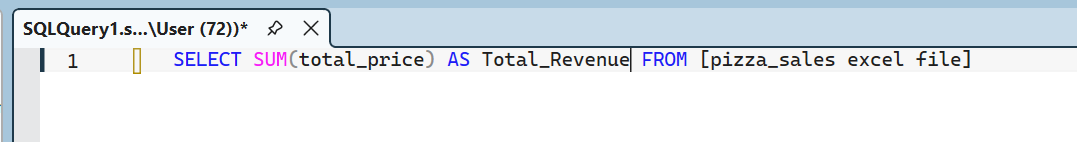 SQLQuery1.s...\User (72))*
1 SELECT SUM(total_price) AS Total_Revenue FROM [pizza_sales excel file]